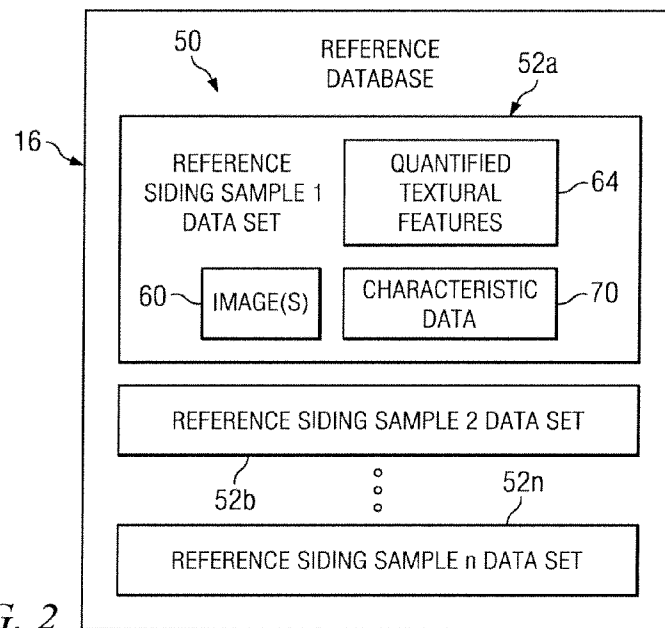 50
REFERENCE
DATABASE
52a
16
REFERENCE
SIDING SAMPLE 1
DATA SET
QUANTIFIED
TEXTURAL
FEATURES
64
60
IMAGE(S)
CHARACTERISTIC
DATA
70
REFERENCE SIDING SAMPLE 2 DATA SET
52b
52n
REFERENCE SIDING SAMPLE n DATA SET
G. 2